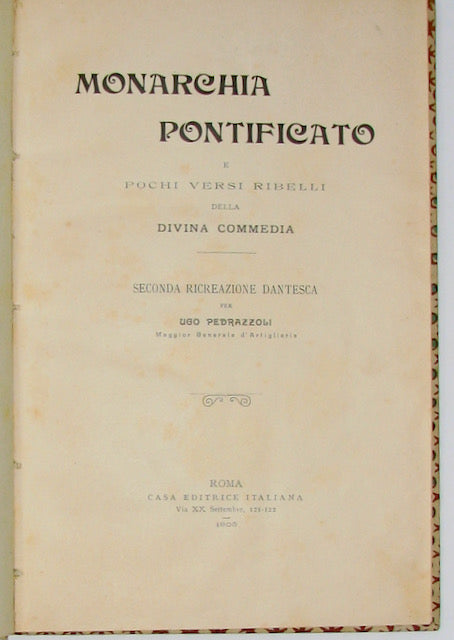 MONARCHIA
PONTIFICATO
E
POCHI VERSI RIBELLI
DELLA
DIVINA COMMEDIA
SECONDA RICREAZIONE DANTESCA
PER
UGO PEDRAZZOLI
Maggior Generale d'Artiglieria
ROMA
CASA EDITRICE ITALIANA
Via XX Settembre, 121-122